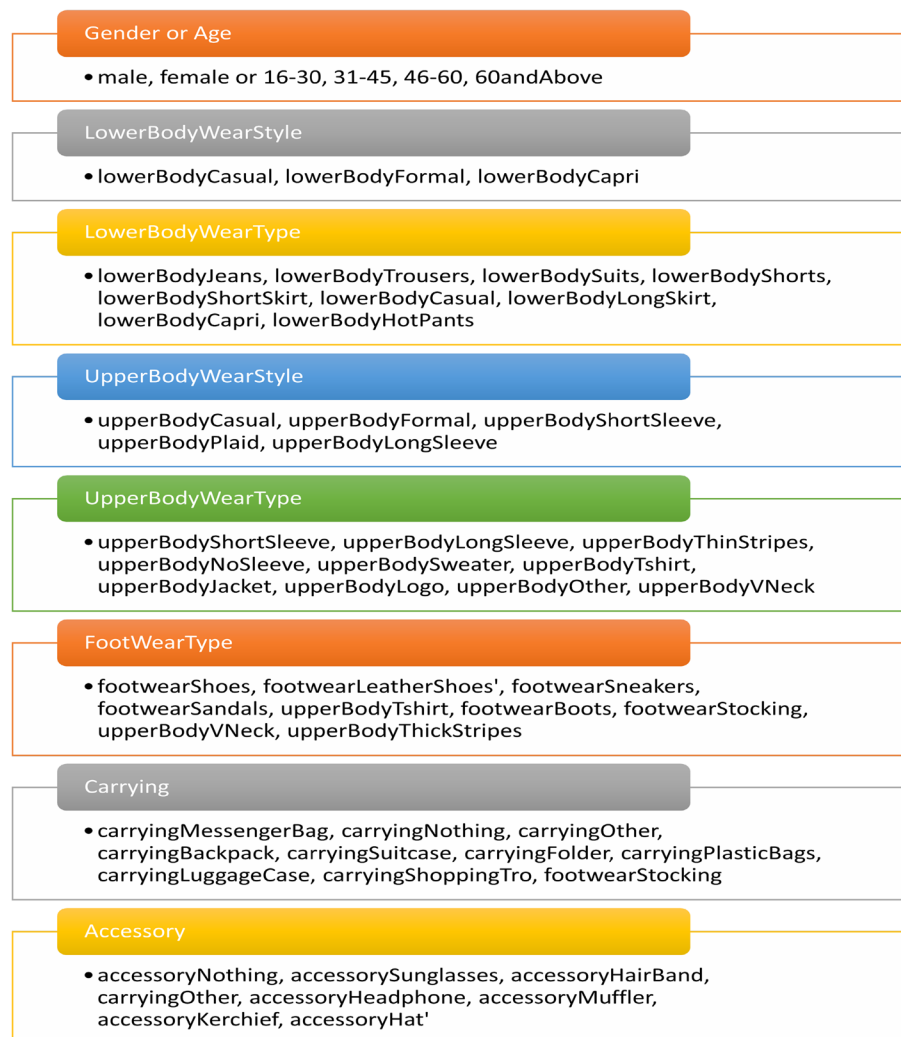 Gender or Age
• male, female or 16-30, 31-45, 46-60, 60andAbove
LowerBodyWearStyle
• lowerBodyCasual, lowerBodyFormal, lowerBodyCapri
LowerBodyWearType
• lowerBodyJeans, lowerBodyTrousers, lowerBodySuits, lowerBodyShorts,
lowerBodyShortSkirt, lowerBodyCasual, lowerBodyLongSkirt,
lowerBodyCapri, lowerBodyHotPants
UpperBodyWearStyle
• upperBodyCasual, upperBodyFormal, upperBodyShortSleeve,
upperBodyPlaid, upperBodyLongSleeve
UpperBodyWearType
• upperBodyShortSleeve, upperBodyLongSleeve, upperBodyThinStripes,
upperBodyNoSleeve, upperBodySweater, upperBodyTshirt,
upperBodyJacket, upperBodyLogo, upperBodyOther, upperBodyVNeck
FootWearType
• footwearShoes, footwearLeatherShoes', footwearSneakers,
footwearSandals, upperBodyTshirt, footwearBoots, footwearStocking,
upperBodyVNeck, upperBodyThickStripes
Carrying
• carryingMessengerBag, carryingNothing, carryingOther,
carryingBackpack, carryingSuitcase, carryingFolder, carryingPlasticBags,
carryingLuggageCase, carryingShoppingTro, footwearStocking
Accessory
• accessoryNothing, accessorySunglasses, accessoryHairBand,
carryingOther, accessoryHeadphone, accessoryMuffler,
accessoryKerchief, accessoryHat'